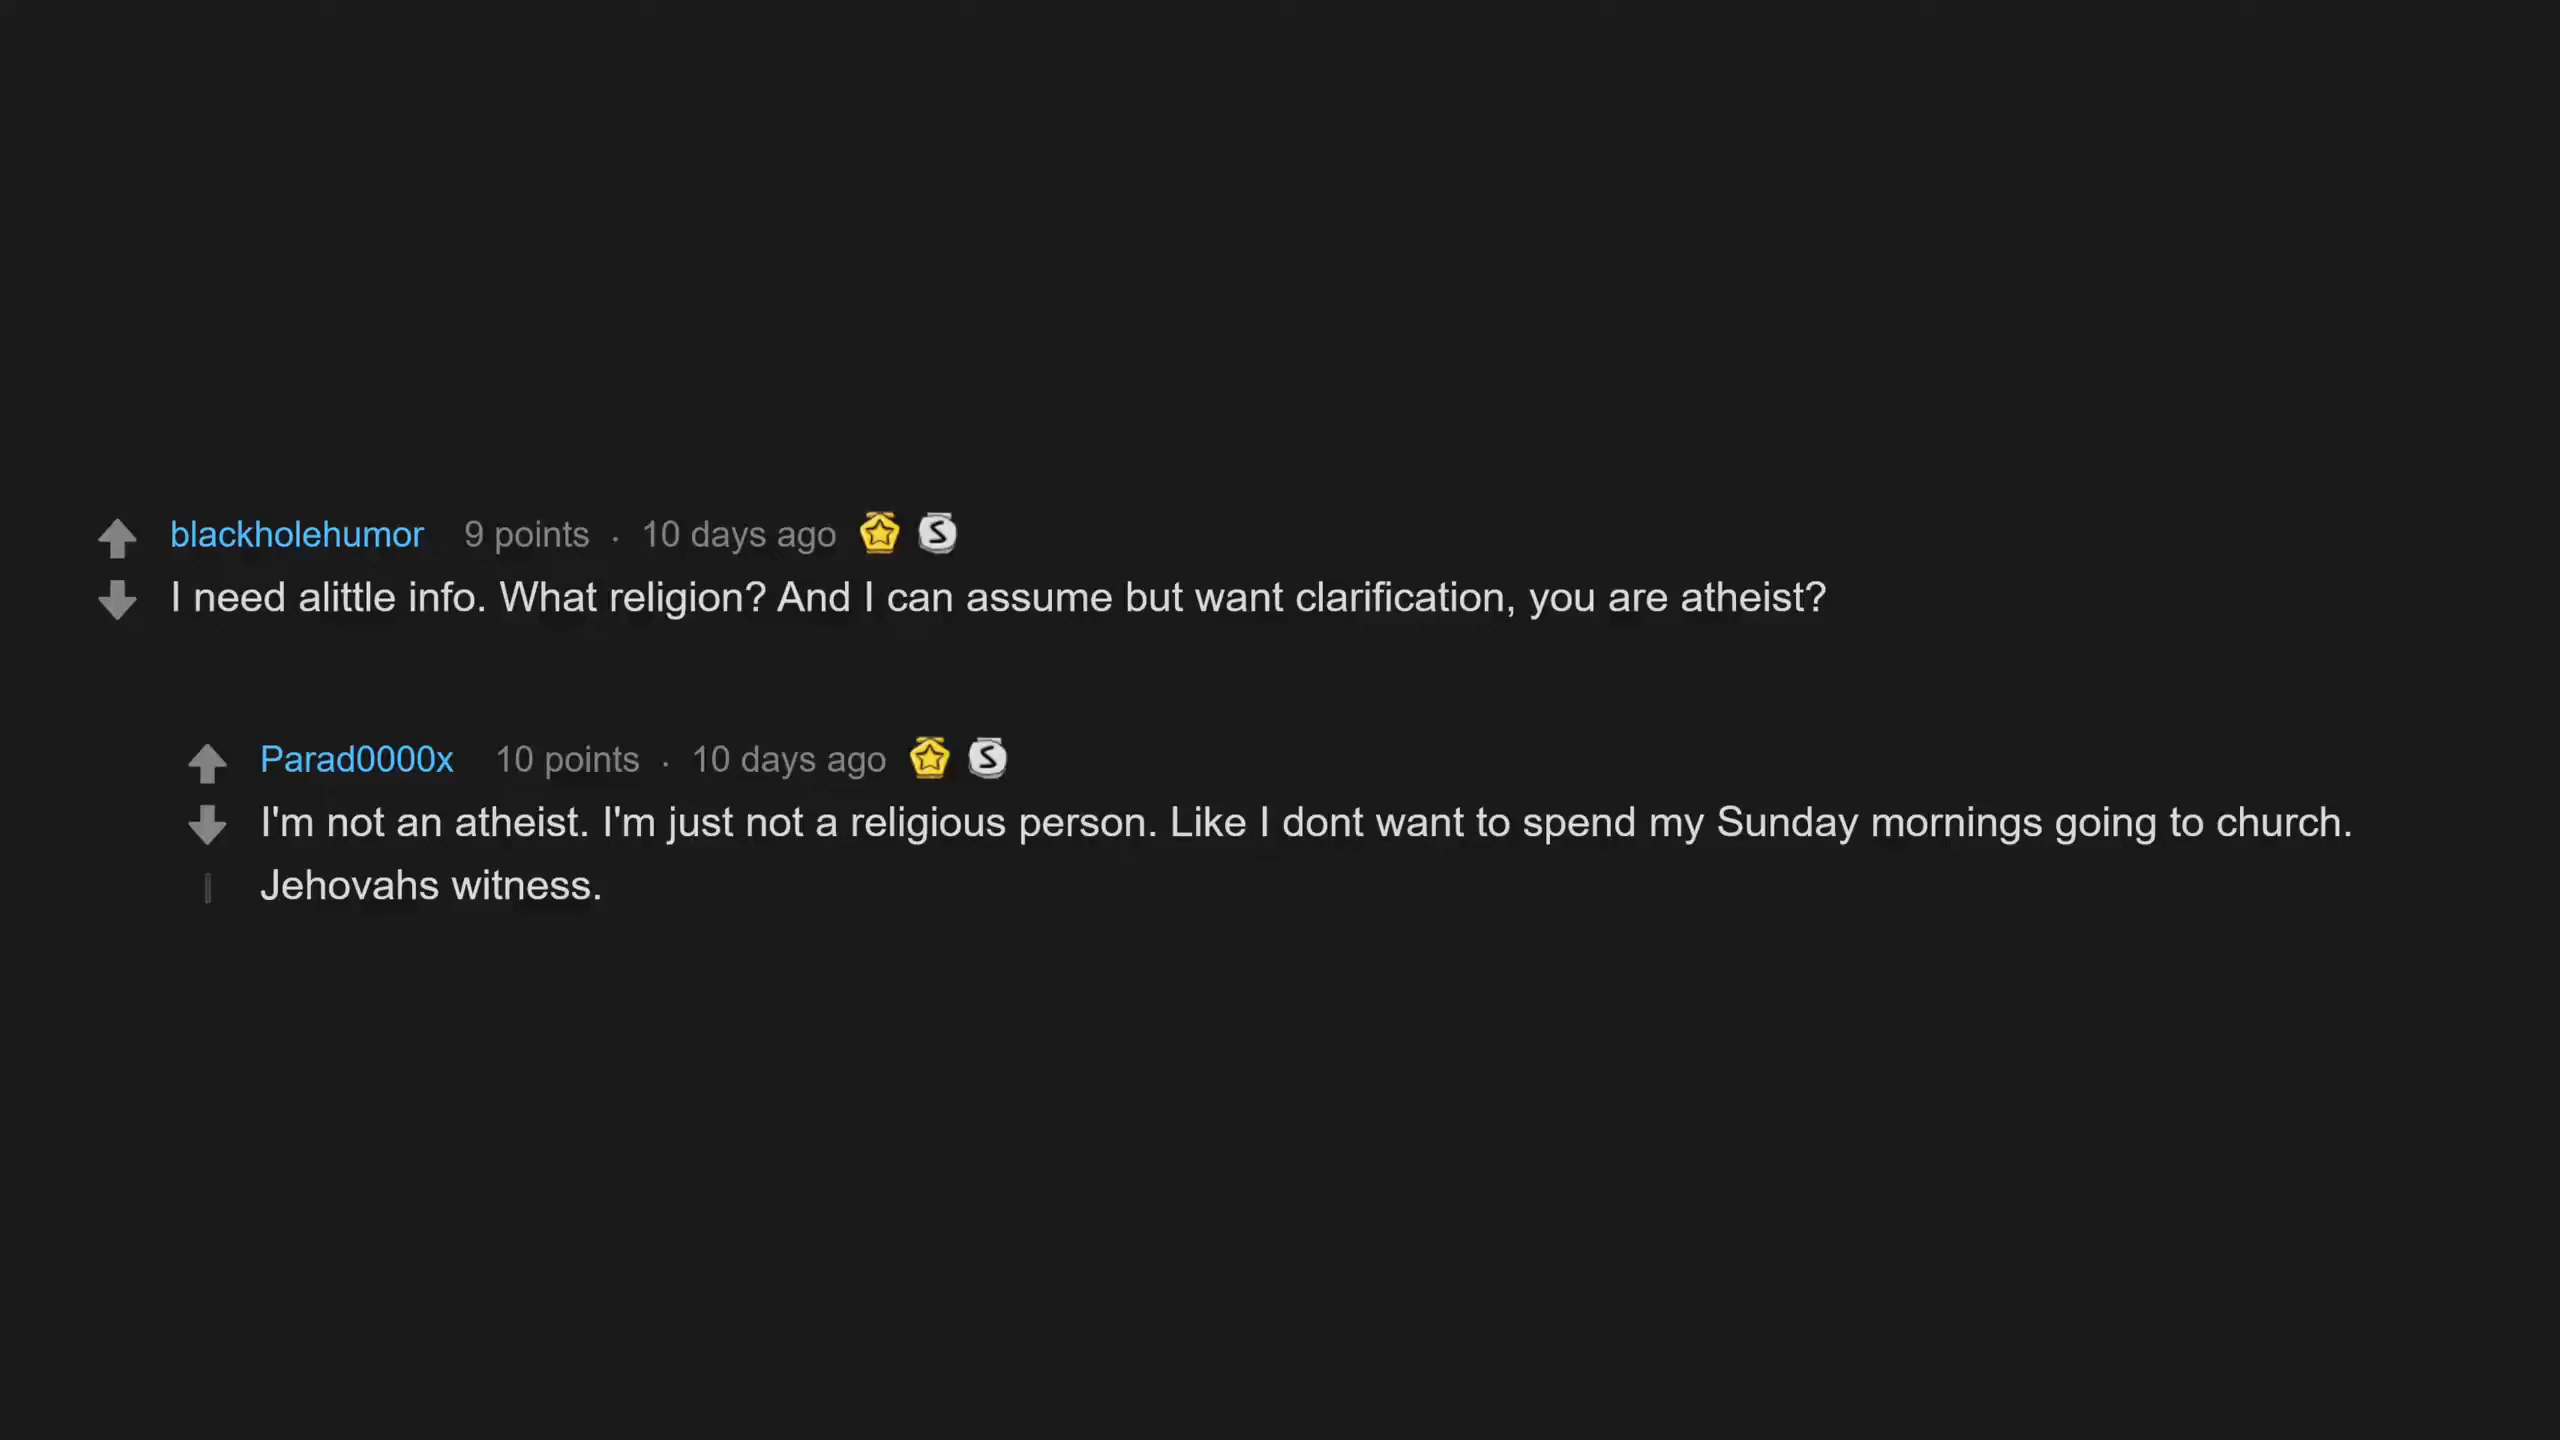 blackholehumor 9 points · 10 days ago
I need alittle info. What religion? And I can assume but want clarification, you are atheist?
Parad0000x 10 points · 10 days ago
I'm not an atheist. I'm just not a religious person. Like I dont want to spend my Sunday mornings going to church.
Jehovahs witness.